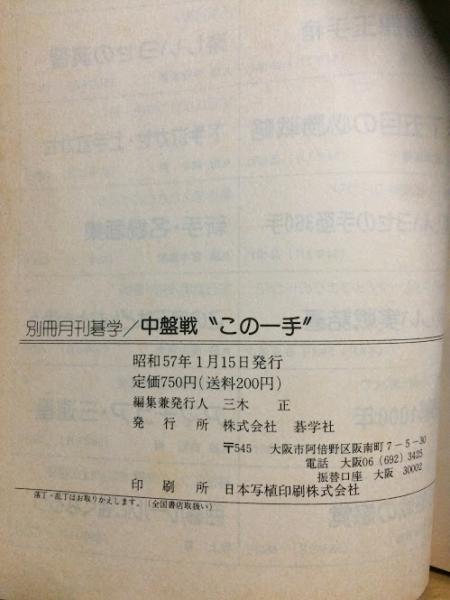 別冊月刊碁学/中盤戦〝この一手〟
昭和57年1月15日発行
定価750円(送料200円)
編集兼発行人 三木 正
発行所 株式会社 碁学社
〒545 大阪市阿倍野区阪南町7-5-30
電話 大阪06(692)3425
振替口座 大阪 30002
印刷所 日本写植印刷株式会社
落丁・乱丁はお取りかえします。(全国書店取扱い)